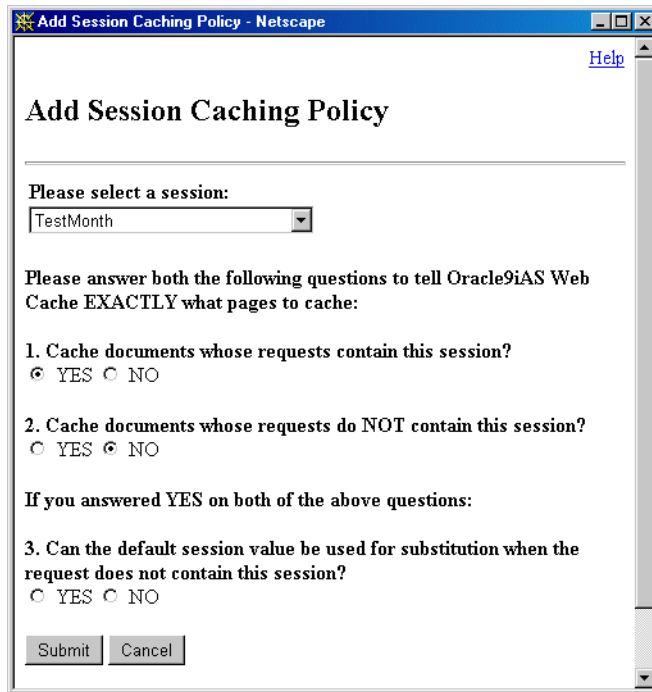 Add Session Caching Policy - Netscape
Help
Add Session Caching Policy
Please select a session:
TestMonth
Please answer both the following questions to tell Oracle9iAS Web
Cache EXACTLY what pages to cache:
1. Cache documents whose requests contain this session?
YES NO
2. Cache documents whose requests do NOT contain this session?
YES NO
If you answered YES on both of the above questions:
3. Can the default session value be used for substitution when the
request does not contain this session?
YES NO
Submit Cancel